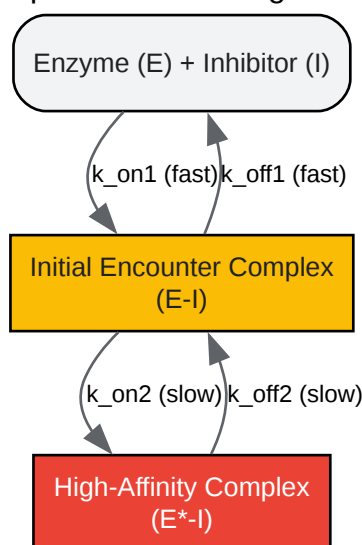 Enzyme (E) + Inhibitor (I)
k_on1 (fast) k_off1 (fast)
Initial Encounter Complex
(E-I)
k_on2 (slow) k_off2 (slow)
High-Affinity Complex
(E*-I)